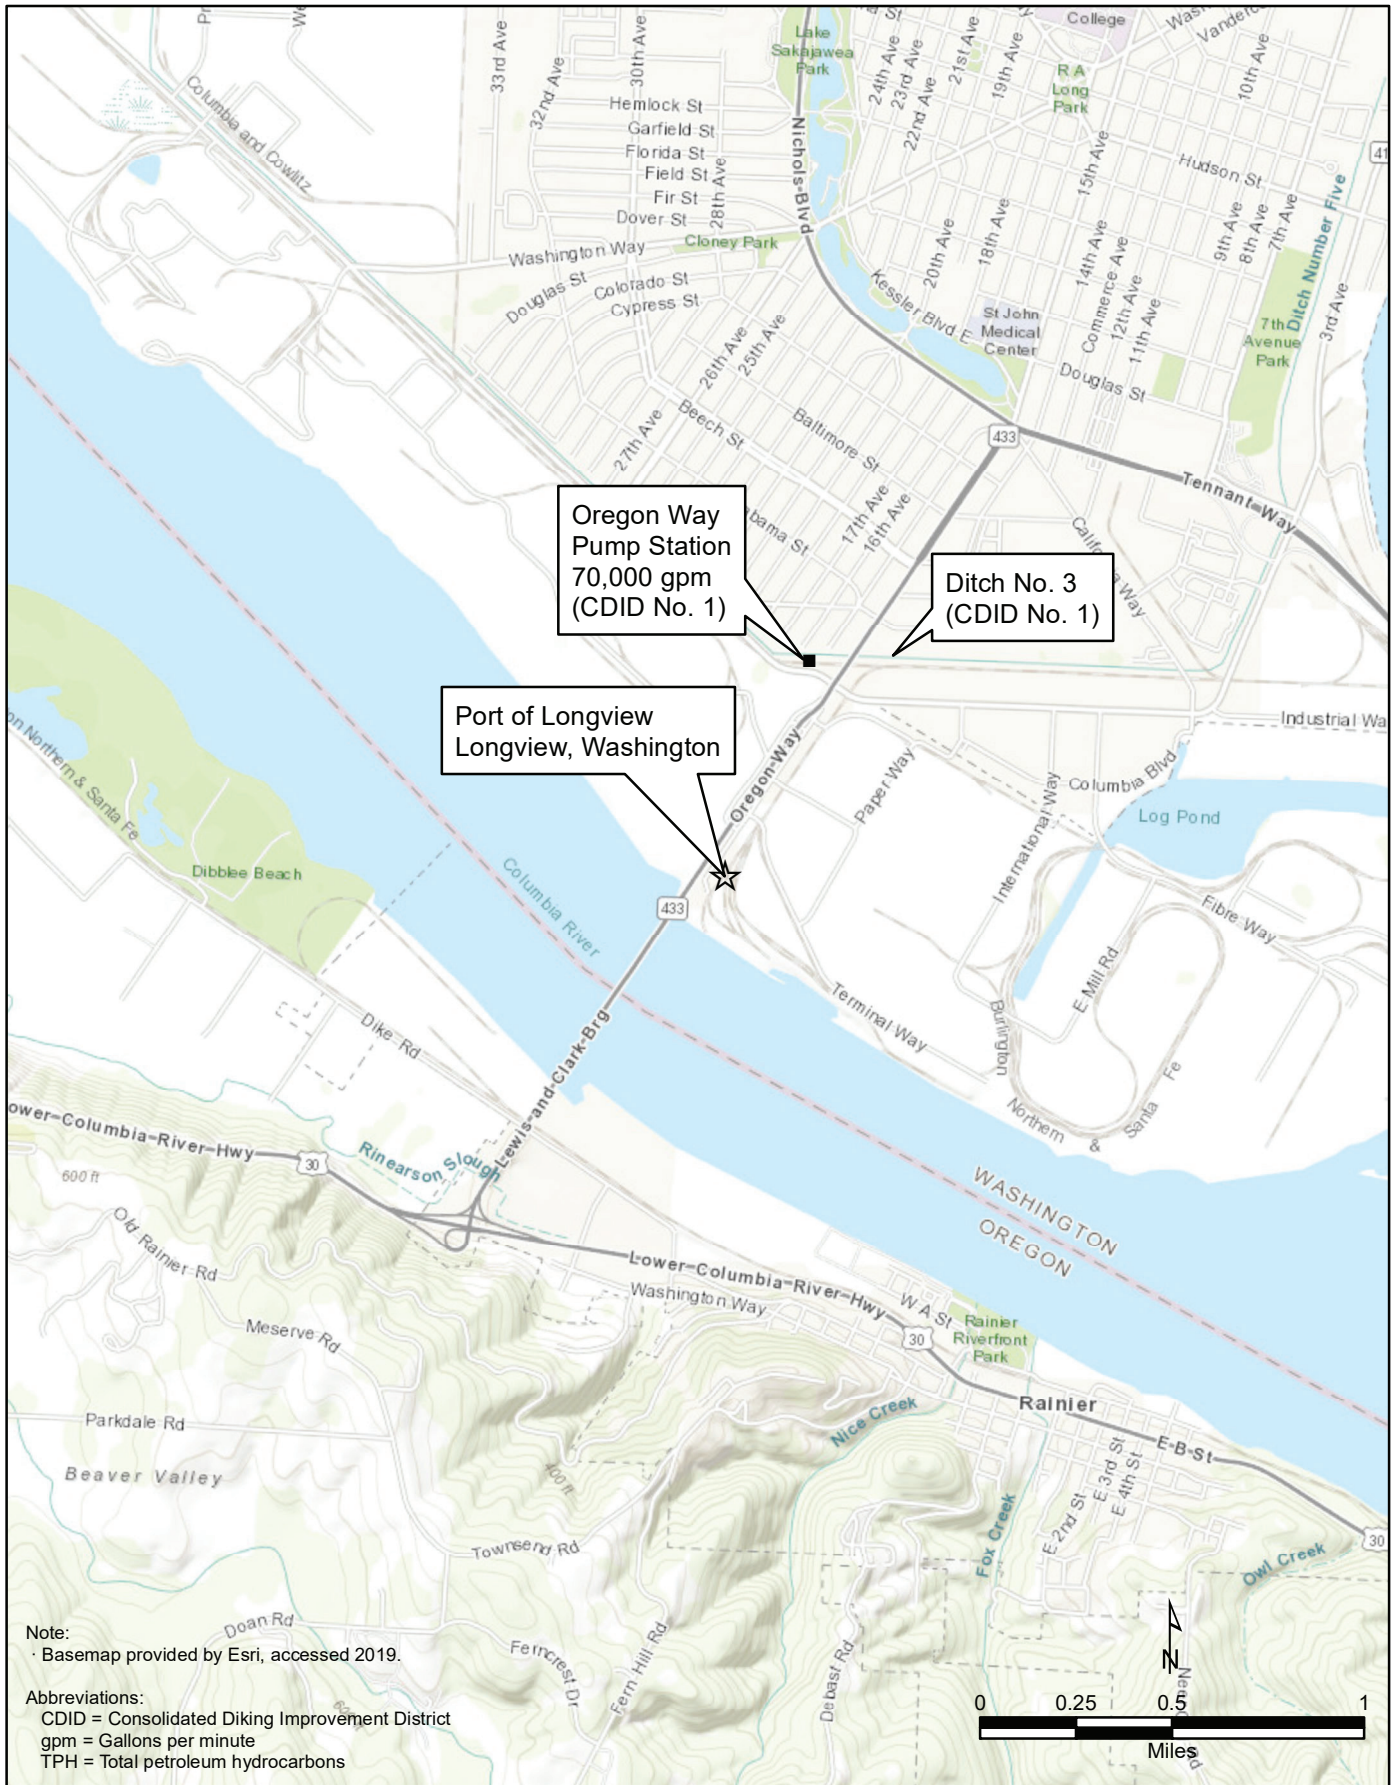 College
Lake
Sakajawea
Park
R A
Long
Park
33rd Ave
32nd Ave
30th Ave
24th Ave
23rd Ave
22nd Ave
21st Ave
19th Ave
10th Ave
Columbia and Cowlitz
Hemlock St
Garfield St
Florida St
Field St
Fir St
Dover St
28th Ave
Nichols Blvd
15th Ave
Hudson St
Washington Way
Cloney Park
Douglas St
Colorado St
Cypress St
20th Ave
18th Ave
14th Ave
Commerce Ave
12th Ave
11th Ave
9th Ave
8th Ave
7th Ave
Ditch Number Five
3rd Ave
Kessler Blvd E
St John
Medical
Center
7th
Avenue
Park
Douglas St
26th Ave
25th Ave
27th Ave
Beech St
Baltimore St
433
Tennant Way
17th Ave
16th Ave
abama St
Oregon Way
Pump Station
70,000 gpm
(CDID No. 1)
Ditch No. 3
(CDID No. 1)
Port of Longview
Longview, Washington
Industrial Wa
Oregon Way
Paper Way
Columbia Blvd
International Way
Log Pond
on Northern & Santa Fe
Dibblee Beach
Columbia River
433
Fibre Way
E Mill Rd
Terminal Way
Burlington
Northern
&
Santa
Fe
Dike Rd
Lewis and Clark Brg
ower Columbia River Hwy
30
Rinearson Slough
600 ft
WASHINGTON
OREGON
Old Rainier Rd
Lower Columbia River Hwy
Washington Way
W A St
Meserve Rd
30
Rainier
Riverfront
Park
Rainier
Parkdale Rd
Nice Creek
E B St
Beaver Valley
400 ft
E 3rd St
E 4th St
E 2nd St
Townsend Rd
Fox Creek
30
Owl Creek
Doan Rd
Ferncrest Dr
Fern Hill Rd
Debast Rd
N
Note:
· Basemap provided by Esri, accessed 2019.
Abbreviations:
CDID = Consolidated Diking Improvement District
gpm = Gallons per minute
TPH = Total petroleum hydrocarbons
0 0.25 0.5 1
Miles